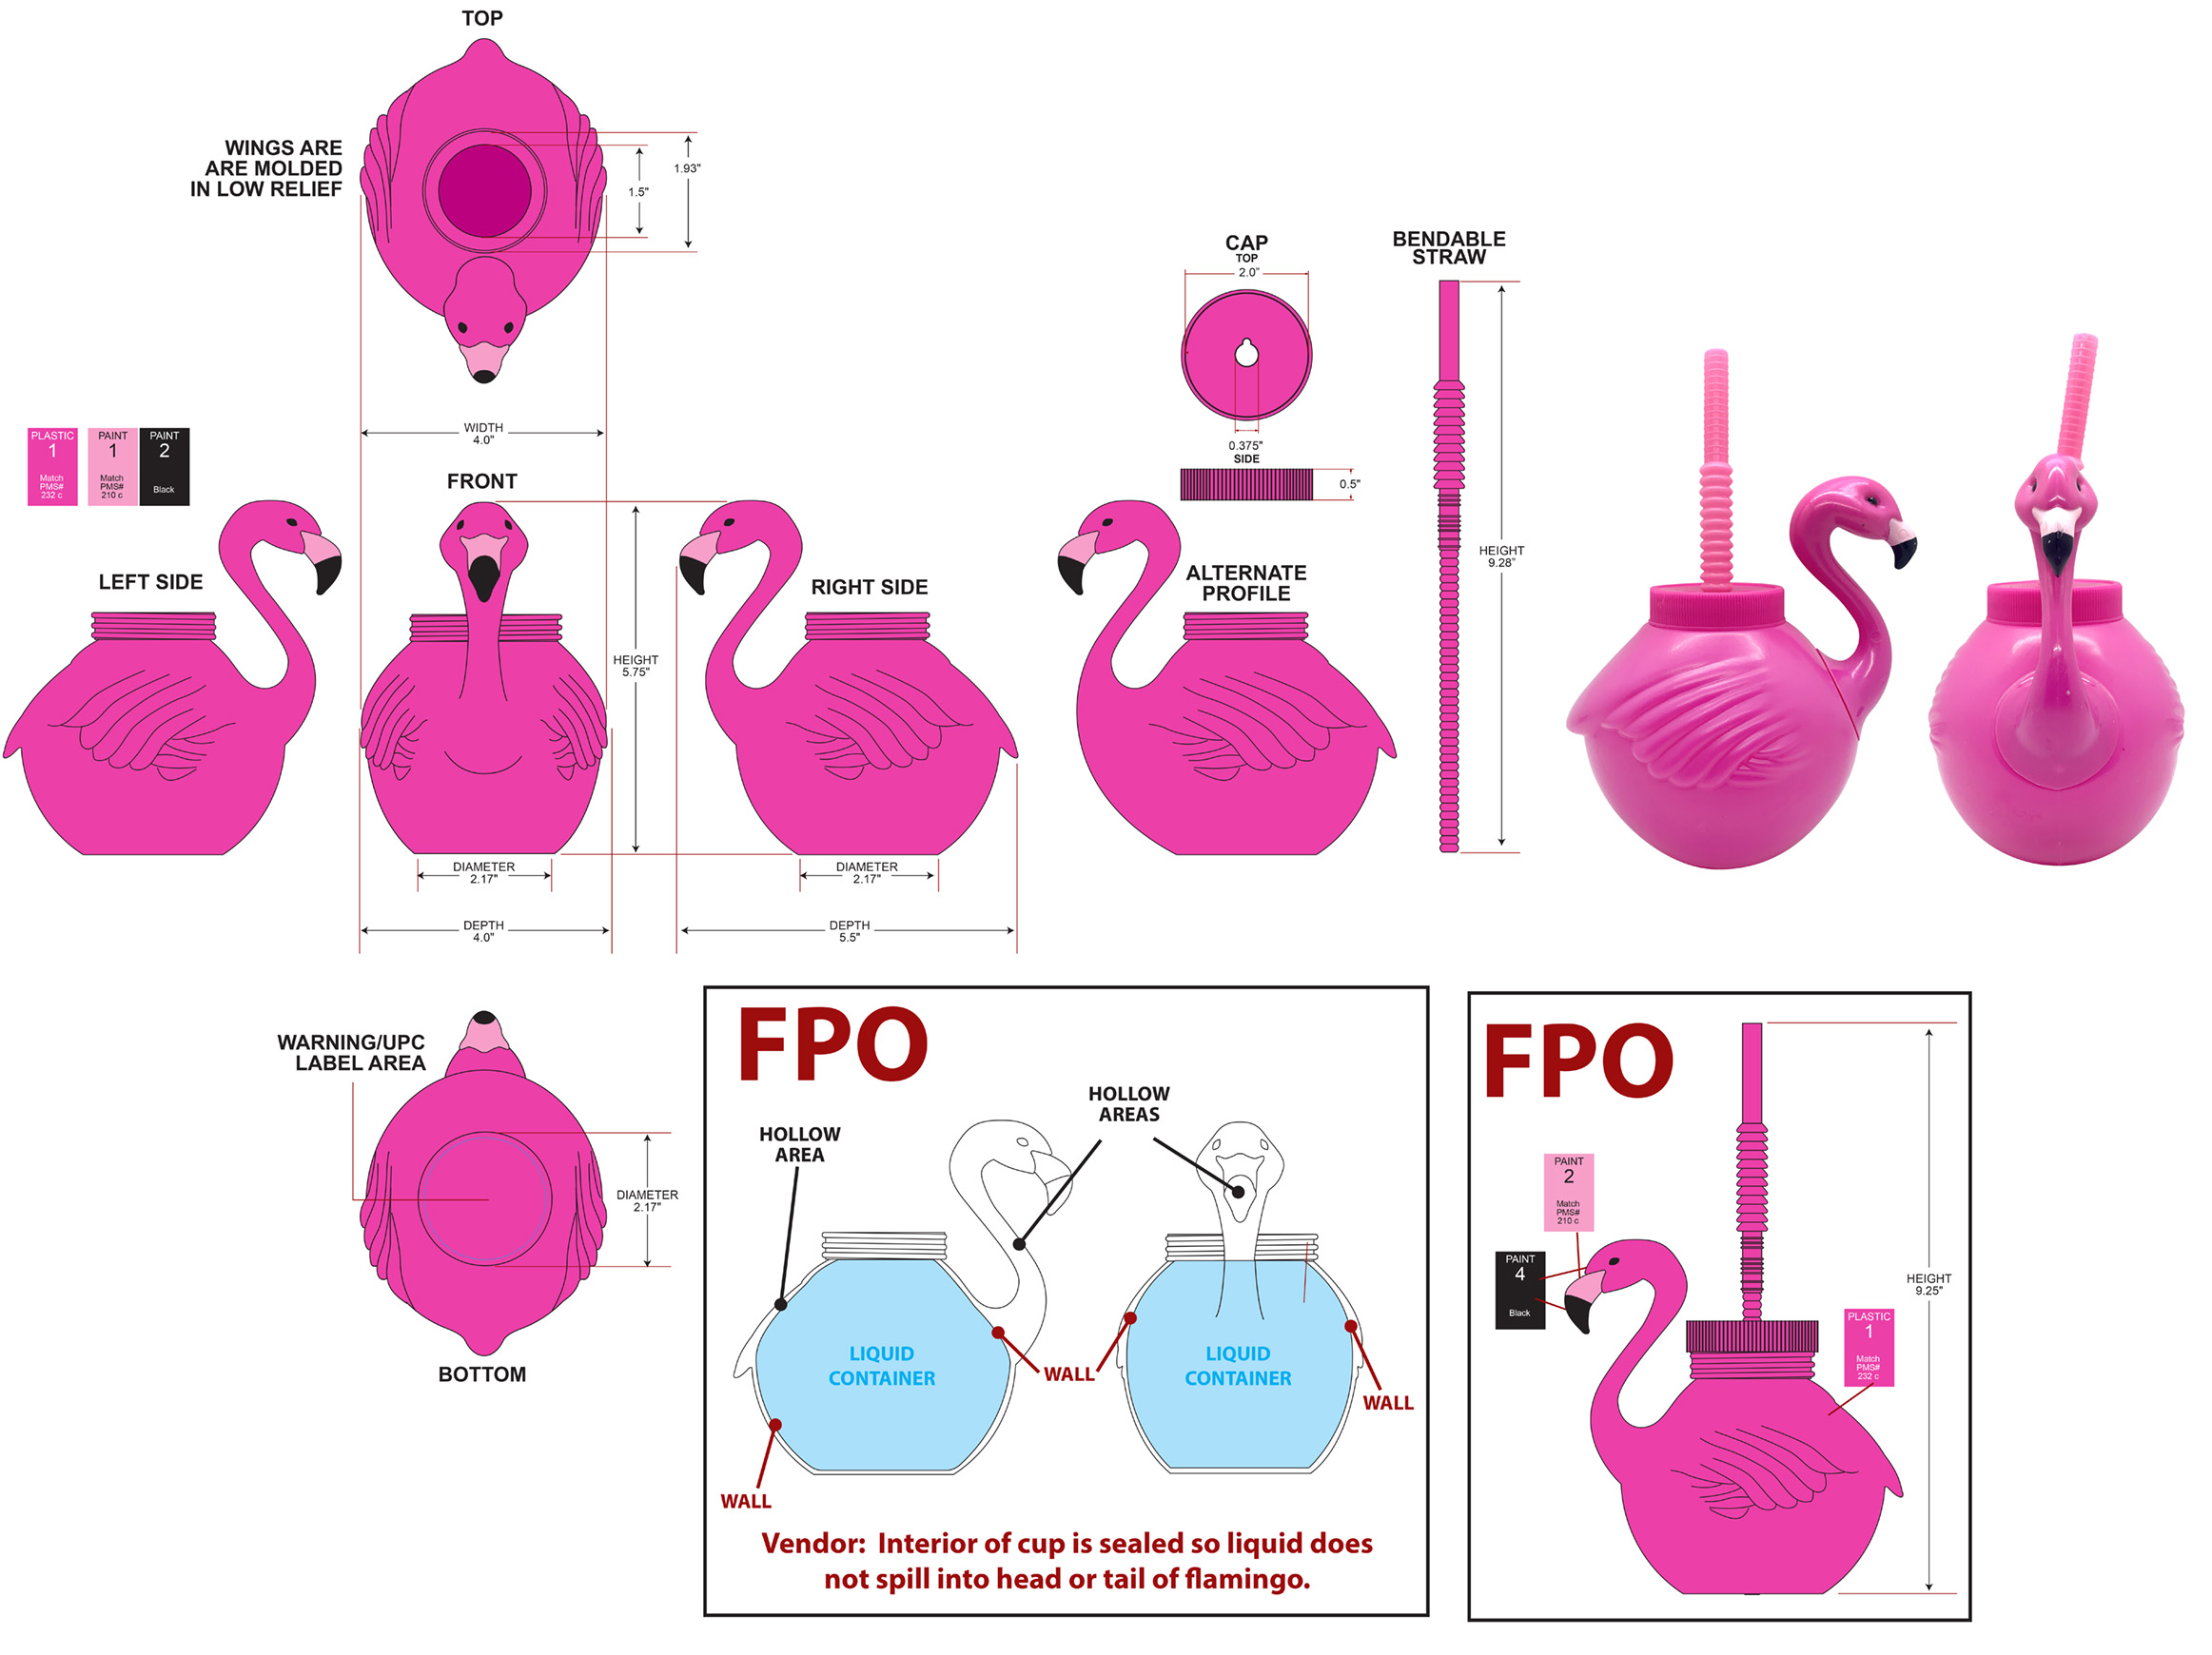 TOP
WINGS ARE
ARE MOLDED
IN LOW RELIEF
1.93"
1.5"
WIDTH
4.0"
CAP
TOP
2.0"
0.375"
SIDE
0.5"
BENDABLE
STRAW
HEIGHT
9.28"
PLASTIC
1
Match
PMS#
232 c
PAINT
1
Match
PMS#
210 c
PAINT
2
Black
LEFT SIDE
FRONT
HEIGHT
5.75"
RIGHT SIDE
ALTERNATE
PROFILE
DIAMETER
2.17"
DIAMETER
2.17"
DEPTH
4.0"
DEPTH
5.5"
WARNING/UPC
LABEL AREA
DIAMETER
2.17"
BOTTOM
FPO
HOLLOW
AREA
HOLLOW
AREAS
LIQUID
CONTAINER
LIQUID
CONTAINER
WALL
WALL
WALL
Vendor: Interior of cup is sealed so liquid does
not spill into head or tail of flamingo.
FPO
PAINT
2
Match
PMS#
210 c
PAINT
4
Black
HEIGHT
9.25"
PLASTIC
1
Match
PMS#
232 c